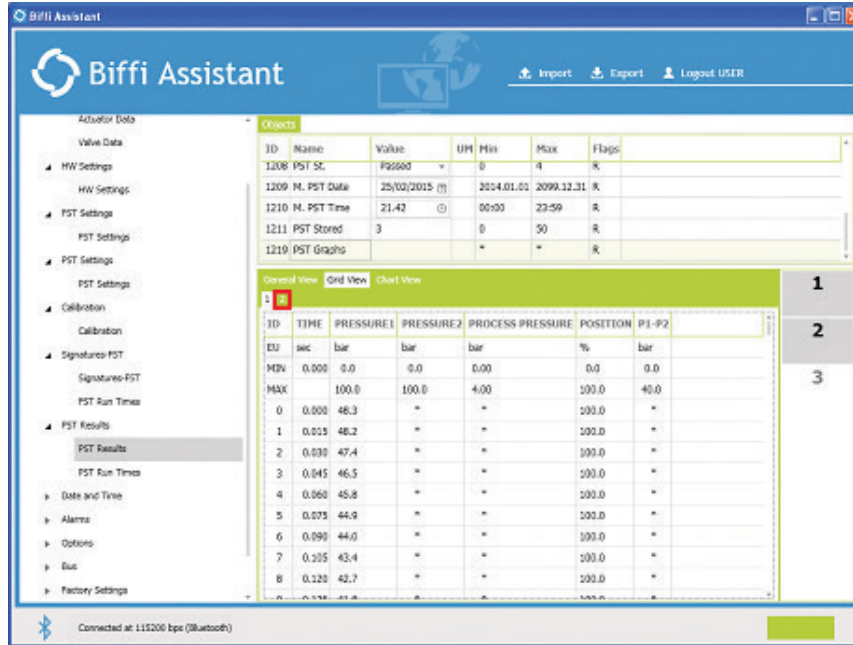 Biffi Assistant
Biffi Assistant
Import Export Logout USER
Actuator Data
Valve Data
HW Settings
HW Settings
PST Settings
PST Settings
PST Settings
PST Settings
Calibration
Calibration
Signatures-PST
Signatures-PST
PST Run Times
PST Results
PST Results
PST Run Times
Date and Time
Alarms
Options
Bus
Factory Settings
Objects
ID Name Value UM Min Max Flags
1208 PST St. Passed 0 4 R
1209 M. PST Date 25/02/2015 2014.01.01 2099.12.31 R
1210 M. PST Time 21.42 00:00 23:59 R
1211 PST Stored 3 0 50 R
1219 PST Graphs * * R
General View Grid View Chart View
1 2
ID TIME PRESSURE1 PRESSURE2 PROCESS PRESSURE POSITION P1-P2
EU sec bar bar bar % bar
MIN 0.000 0.0 0.0 0.00 0.0 0.0
MAX 100.0 100.0 4.00 100.0 40.0
0 0.000 48.3 * * 100.0 *
1 0.015 48.2 * * 100.0 *
2 0.030 47.4 * * 100.0 *
3 0.045 46.5 * * 100.0 *
4 0.060 45.8 * * 100.0 *
5 0.075 44.9 * * 100.0 *
6 0.090 44.0 * * 100.0 *
7 0.105 43.4 * * 100.0 *
8 0.120 42.7 * * 100.0 *
1
2
3
Connected at 115200 bps (Bluetooth)